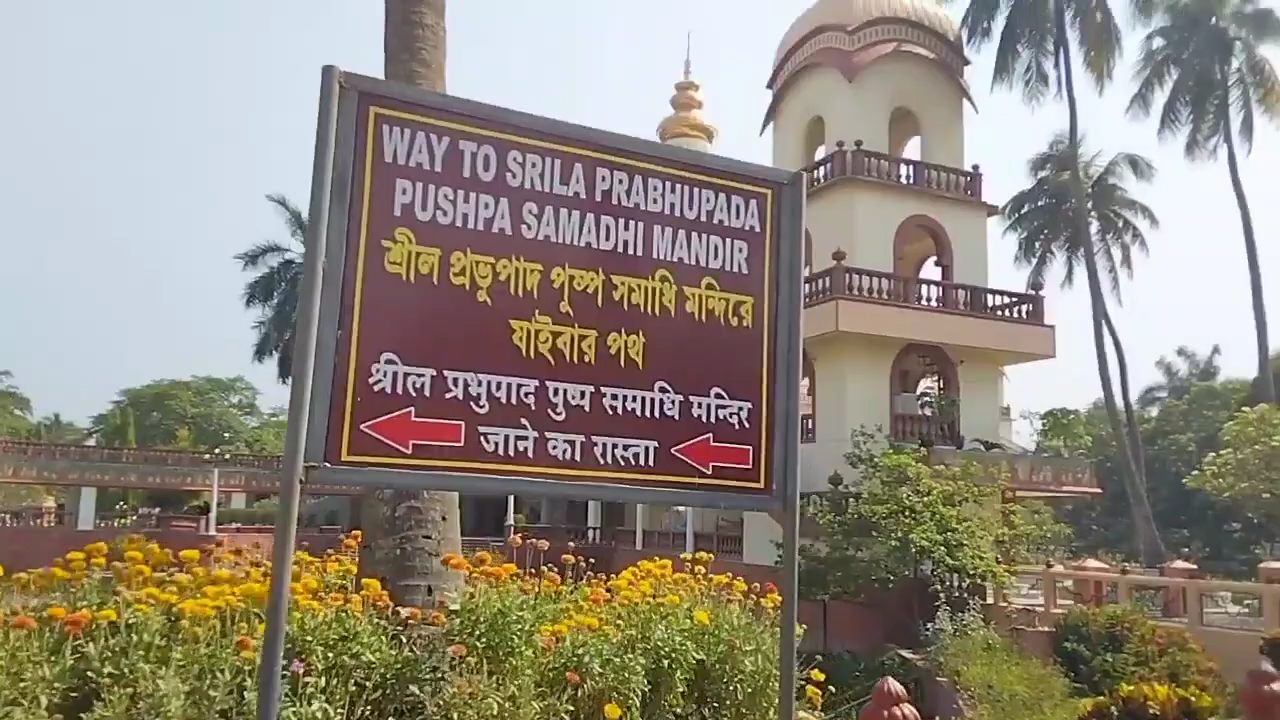 WAY TO SRILA PRABHUPADA
PUSHPA SAMADHI MANDIR
শ্রীল প্রভুপাদ পুষ্প সমাধি মন্দিরে
যাইবার পথ
श्रील प्रभुपाद पुष्प समाधि मन्दिर
जाने का रास्ता